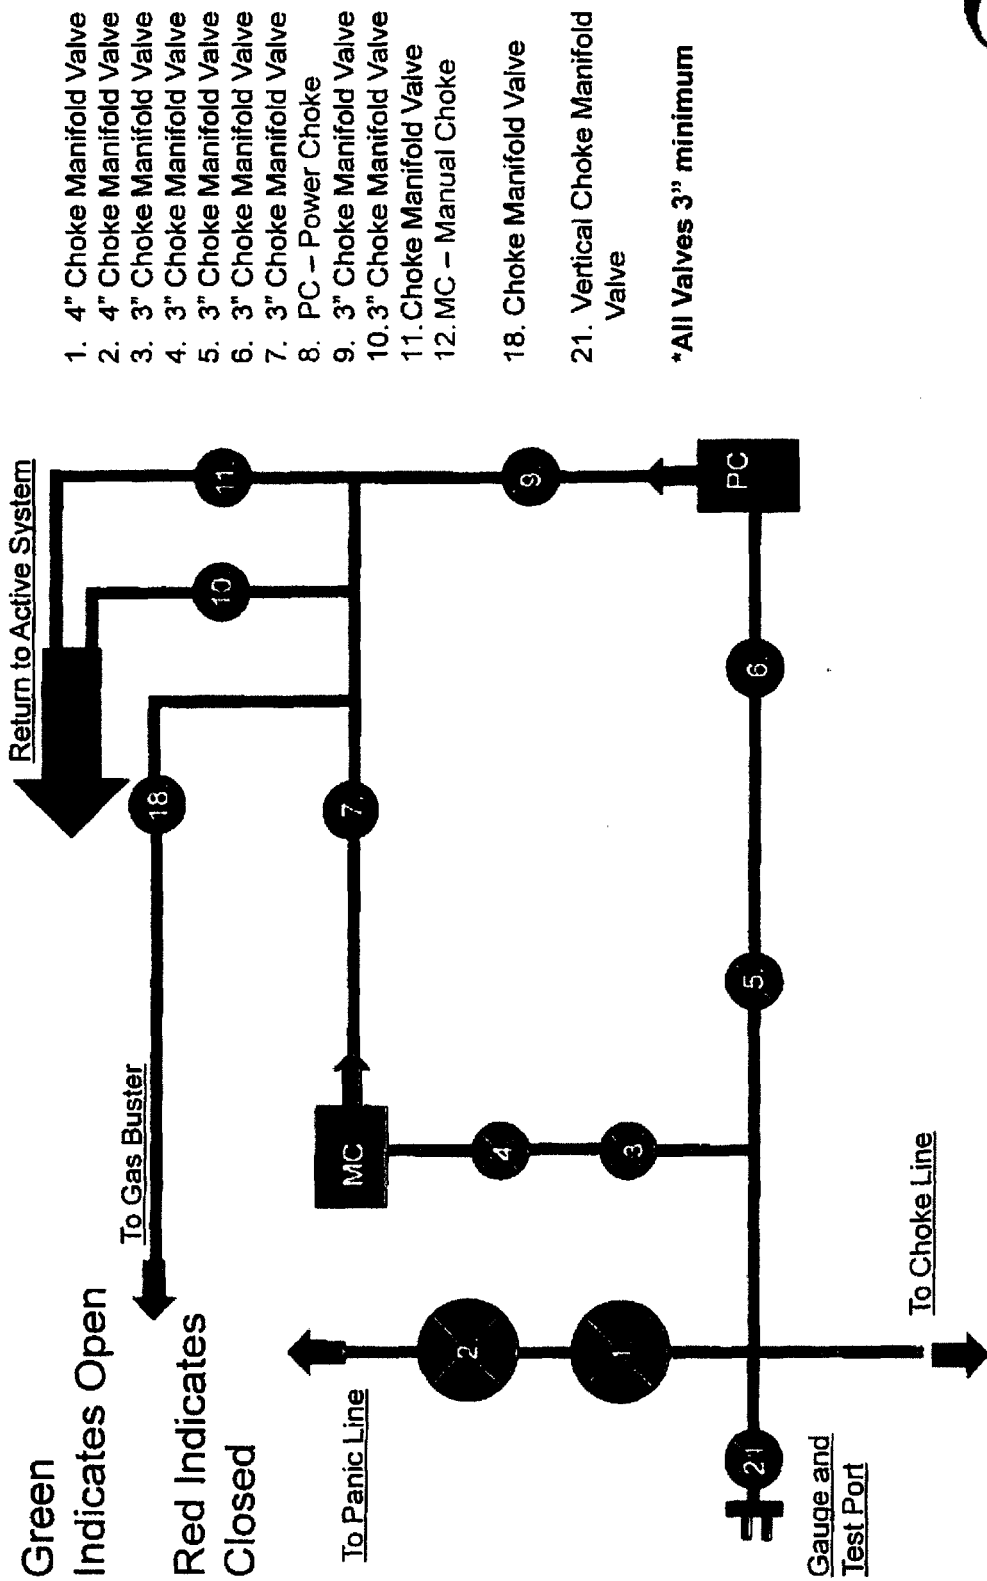 Green
Indicates Open
Red Indicates
Closed
To Gas Buster
Return to Active System
To Panic Line
Gauge and
Test Port
To Choke Line
18.
11.
10
7.
9.
MC
4
3
2
1
21
5.
6.
PC
1. 4" Choke Manifold Valve
2. 4" Choke Manifold Valve
3. 3" Choke Manifold Valve
4. 3" Choke Manifold Valve
5. 3" Choke Manifold Valve
6. 3" Choke Manifold Valve
7. 3" Choke Manifold Valve
8. PC – Power Choke
9. 3" Choke Manifold Valve
10. 3" Choke Manifold Valve
11. Choke Manifold Valve
12. MC – Manual Choke
18. Choke Manifold Valve
21. Vertical Choke Manifold
Valve
*All Valves 3" minimum